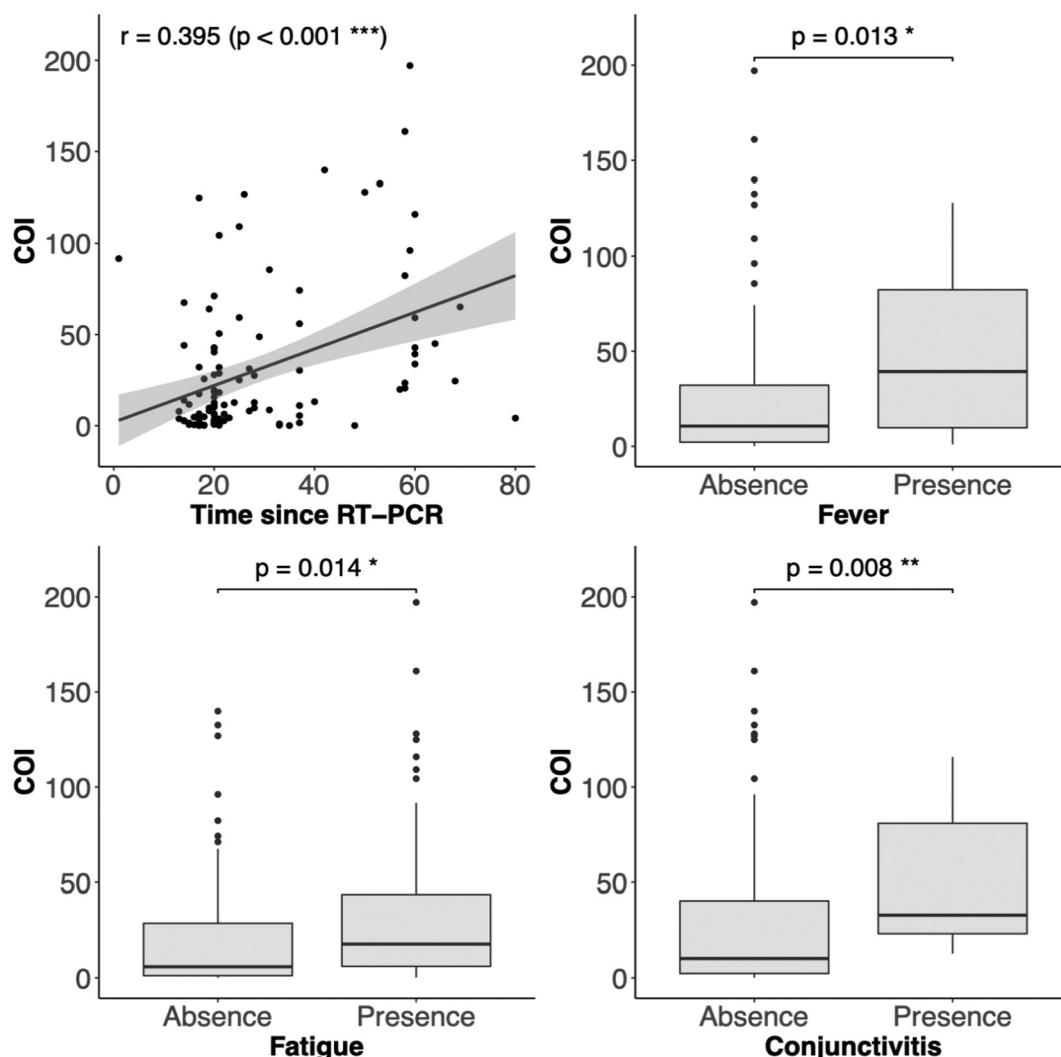 r = 0.395 (p < 0.001 ***)
200
150
100
50
0
COI
0 20 40 60 80
Time since RT−PCR
p = 0.013 *
200
150
100
50
0
COI
Absence Presence
Fever
p = 0.014 *
200
150
100
50
0
COI
Absence Presence
Fatigue
p = 0.008 **
200
150
100
50
0
COI
Absence Presence
Conjunctivitis